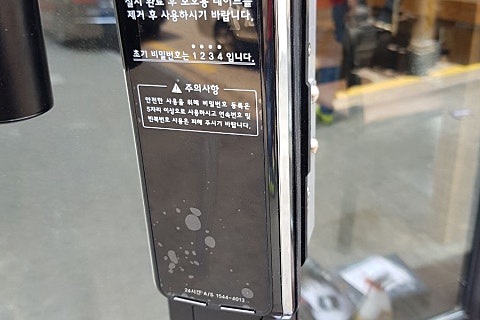 설치 완료 후 보호용 테이프를
제거 후 사용하시기 바랍니다.
초기 비밀번호는 1 2 3 4 입니다.
주의사항
안전한 사용을 위해 비밀번호 등록은
5자리 이상으로 사용하시고 연속번호 및
반복번호 사용은 피해 주시기 바랍니다.
24시간 A/S 1544-4013